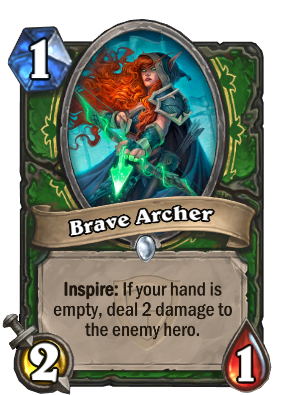 1
Brave Archer
Inspire: If your hand is
empty, deal 2 damage to
the enemy hero.
2
1